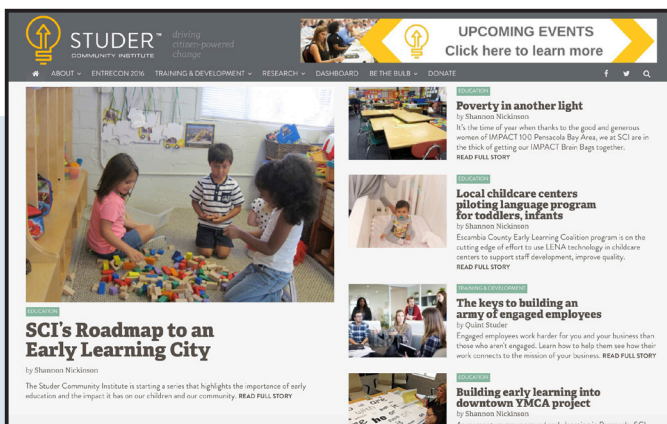 STUDER™
COMMUNITY INSTITUTE
driving
citizen-powered
change
UPCOMING EVENTS
Click here to learn more
ABOUT
ENTRECON 2016
TRAINING & DEVELOPMENT
RESEARCH
DASHBOARD
BE THE BULB
DONATE
EDUCATION
SCI's Roadmap to an
Early Learning City
by Shannon Nickinson
The Studer Community Institute is starting a series that highlights the importance of early
education and the impact it has on our children and our community. READ FULL STORY
EDUCATION
Poverty in another light
by Shannon Nickinson
It's the time of year when thanks to the good and generous
women of IMPACT 100 Pensacola Bay Area, we at SCI are in
the thick of getting our IMPACT Brain Bags together.
READ FULL STORY
EDUCATION
Local childcare centers
piloting language program
for toddlers, infants
by Shannon Nickinson
Escambia County Early Learning Coalition program is on the
cutting edge of effort to use LENA technology in childcare
centers to support staff development, improve quality.
READ FULL STORY
TRAINING & DEVELOPMENT
The keys to building an
army of engaged employees
by Quint Studer
Engaged employees work harder for you and your business than
those who aren't engaged. Learn how to help them see how their
work connects to the mission of your business. READ FULL STORY
EDUCATION
Building early learning into
downtown YMCA project
by Shannon Nickinson